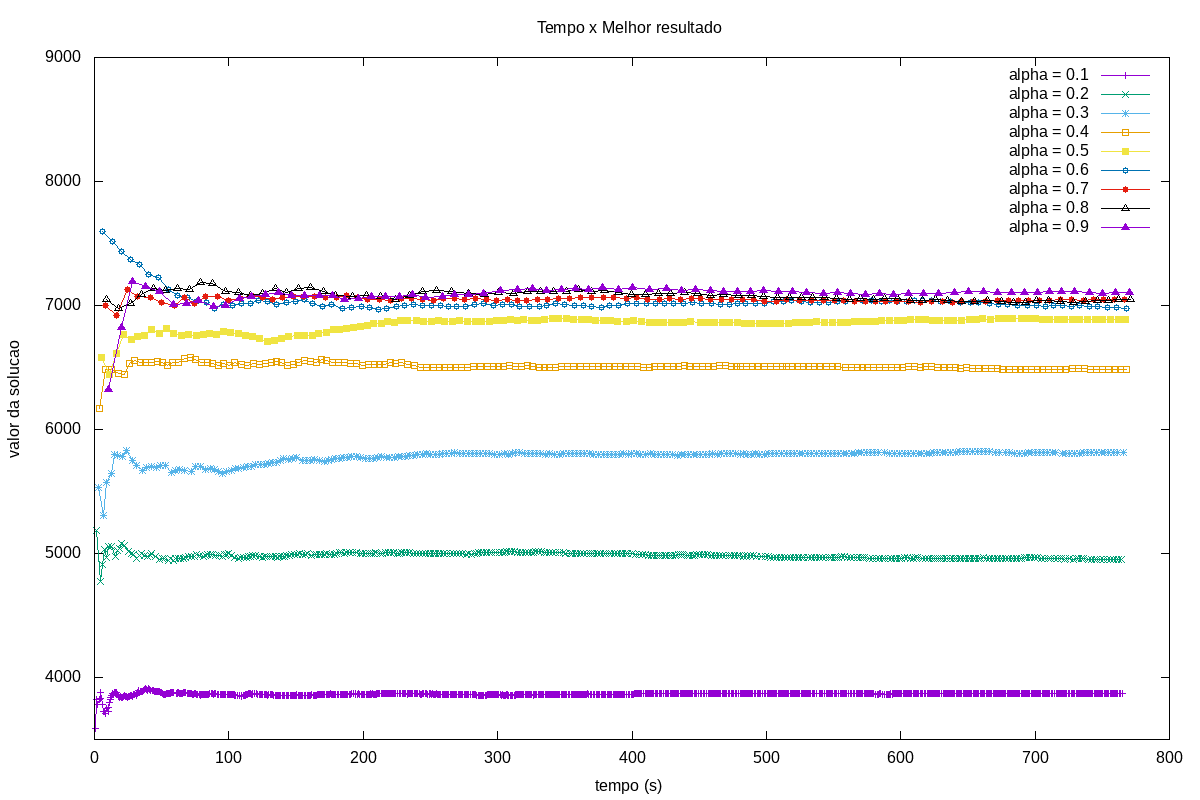 Tempo x Melhor resultado
9000
8000
7000
6000
5000
4000
valor da solucao
alpha = 0.1
alpha = 0.2
alpha = 0.3
alpha = 0.4
alpha = 0.5
alpha = 0.6
alpha = 0.7
alpha = 0.8
alpha = 0.9
0 100 200 300 400 500 600 700 800
tempo (s)